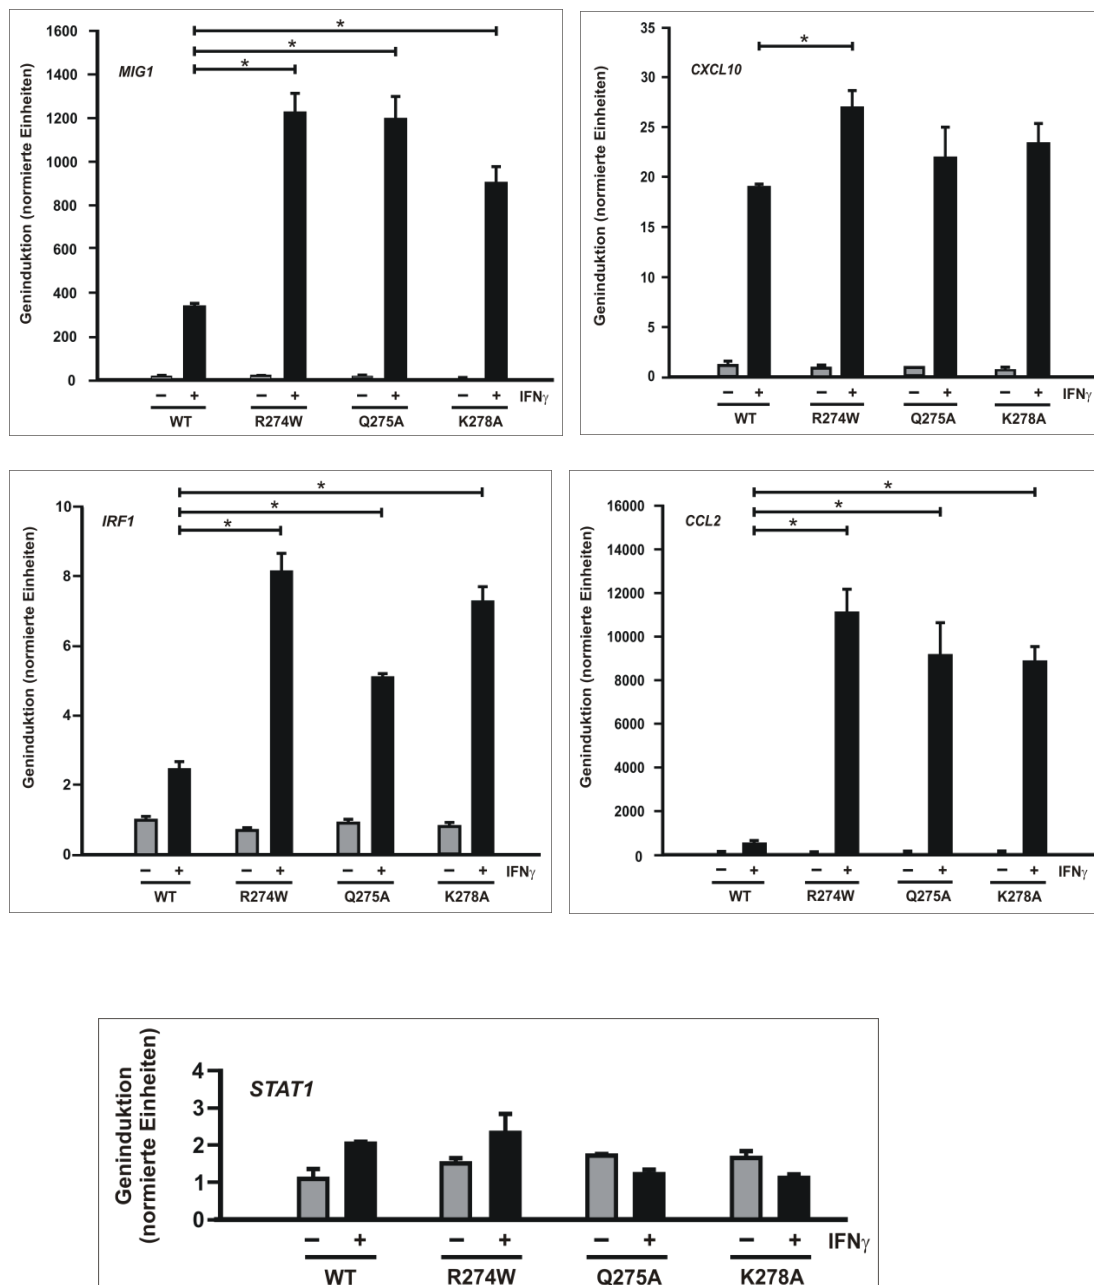 MIG1
Geninduktion (normierte Einheiten)
1600
1400
1200
1000
800
600
400
200
0
* * *
− + − + − + − + IFNγ
WT R274W Q275A K278A
CXCL10
Geninduktion (normierte Einheiten)
35
30
25
20
15
10
5
0
*
− + − + − + − + IFNγ
WT R274W Q275A K278A
IRF1
Geninduktion (normierte Einheiten)
10
8
6
4
2
0
* * *
− + − + − + − + IFNγ
WT R274W Q275A K278A
CCL2
Geninduktion (normierte Einheiten)
16000
14000
12000
10000
8000
6000
4000
2000
0
* * *
− + − + − + − + IFNγ
WT R274W Q275A K278A
STAT1
Geninduktion
(normierte Einheiten)
4
3
2
1
0
− + − + − + − + IFNγ
WT R274W Q275A K278A